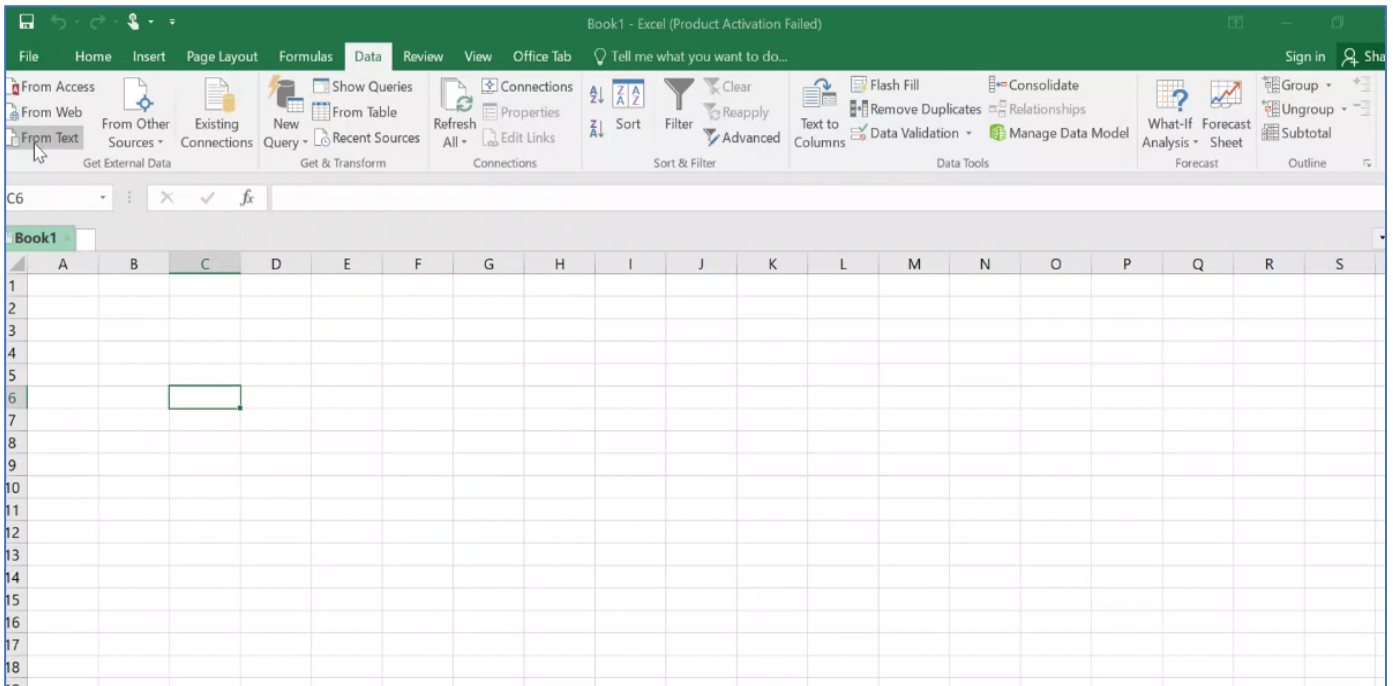 Book1 - Excel (Product Activation Failed)
File Home Insert Page Layout Formulas Data Review View Office Tab Tell me what you want to do... Sign in Sha
From Access
From Web
From Text
From Other Sources
Existing Connections
Get External Data
New Query
Show Queries
From Table
Recent Sources
Get & Transform
Refresh All
Connections
Properties
Edit Links
Connections
Sort
Filter
Clear
Reapply
Advanced
Sort & Filter
Text to Columns
Flash Fill
Remove Duplicates
Data Validation
Consolidate
Relationships
Manage Data Model
Data Tools
What-If Analysis
Forecast Sheet
Forecast
Group
Ungroup
Subtotal
Outline
C6 fx
Book1
A B C D E F G H I J K L M N O P Q R S
1
2
3
4
5
6
7
8
9
10
11
12
13
14
15
16
17
18